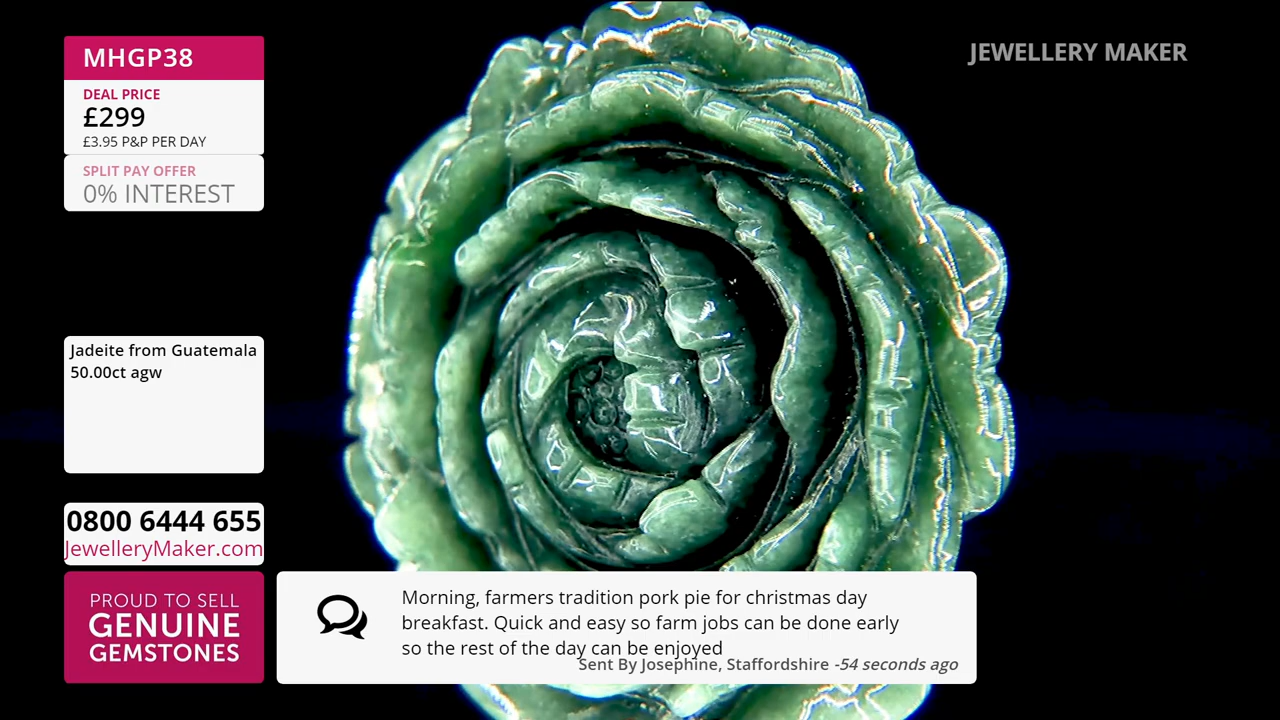 MHGP38
DEAL PRICE
£299
£3.95 P&P PER DAY
SPLIT PAY OFFER
0% INTEREST
JEWELLERY MAKER
Jadeite from Guatemala
50.00ct agw
0800 6444 655
JewelleryMaker.com
PROUD TO SELL
GENUINE
GEMSTONES
Morning, farmers tradition pork pie for christmas day
breakfast. Quick and easy so farm jobs can be done early
so the rest of the day can be enjoyed
Sent By Josephine, Staffordshire -54 seconds ago